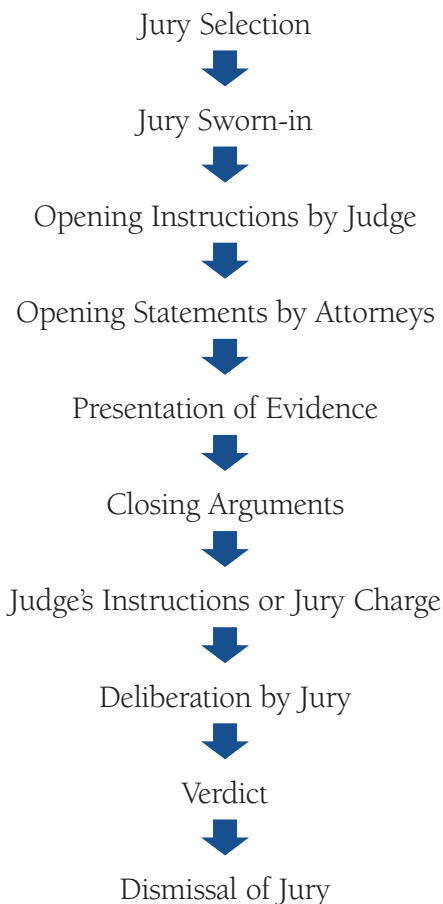 Jury Selection
Jury Sworn-in
Opening Instructions by Judge
Opening Statements by Attorneys
Presentation of Evidence
Closing Arguments
Judge’s Instructions or Jury Charge
Deliberation by Jury
Verdict
Dismissal of Jury